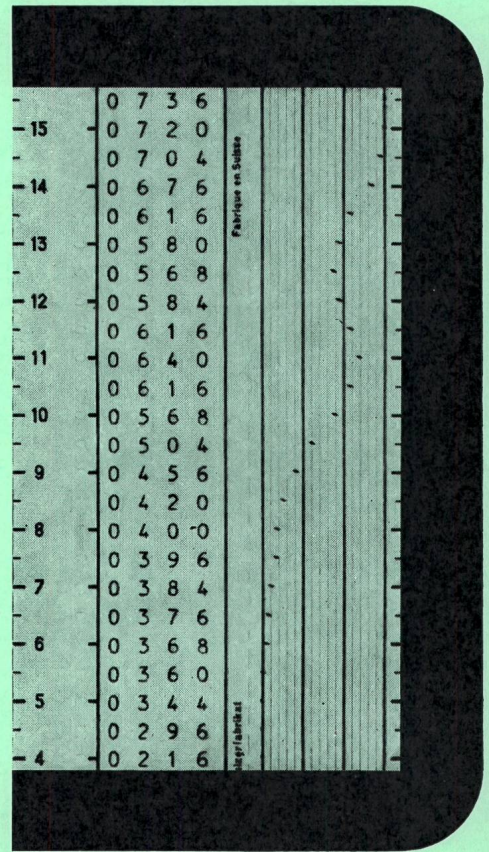 0 7 3 6
15 0 7 2 0
0 7 0 4
14 0 6 7 6
0 6 1 6
13 0 5 8 0
0 5 6 8
12 0 5 8 4
0 6 1 6
11 0 6 4 0
0 6 1 6
10 0 5 6 8
0 5 0 4
9 0 4 5 6
0 4 2 0
8 0 4 0 0
0 3 9 6
7 0 3 8 4
0 3 7 6
6 0 3 6 8
0 3 6 0
5 0 3 4 4
0 2 9 6
4 0 2 1 6
Fabriqué en Suisse